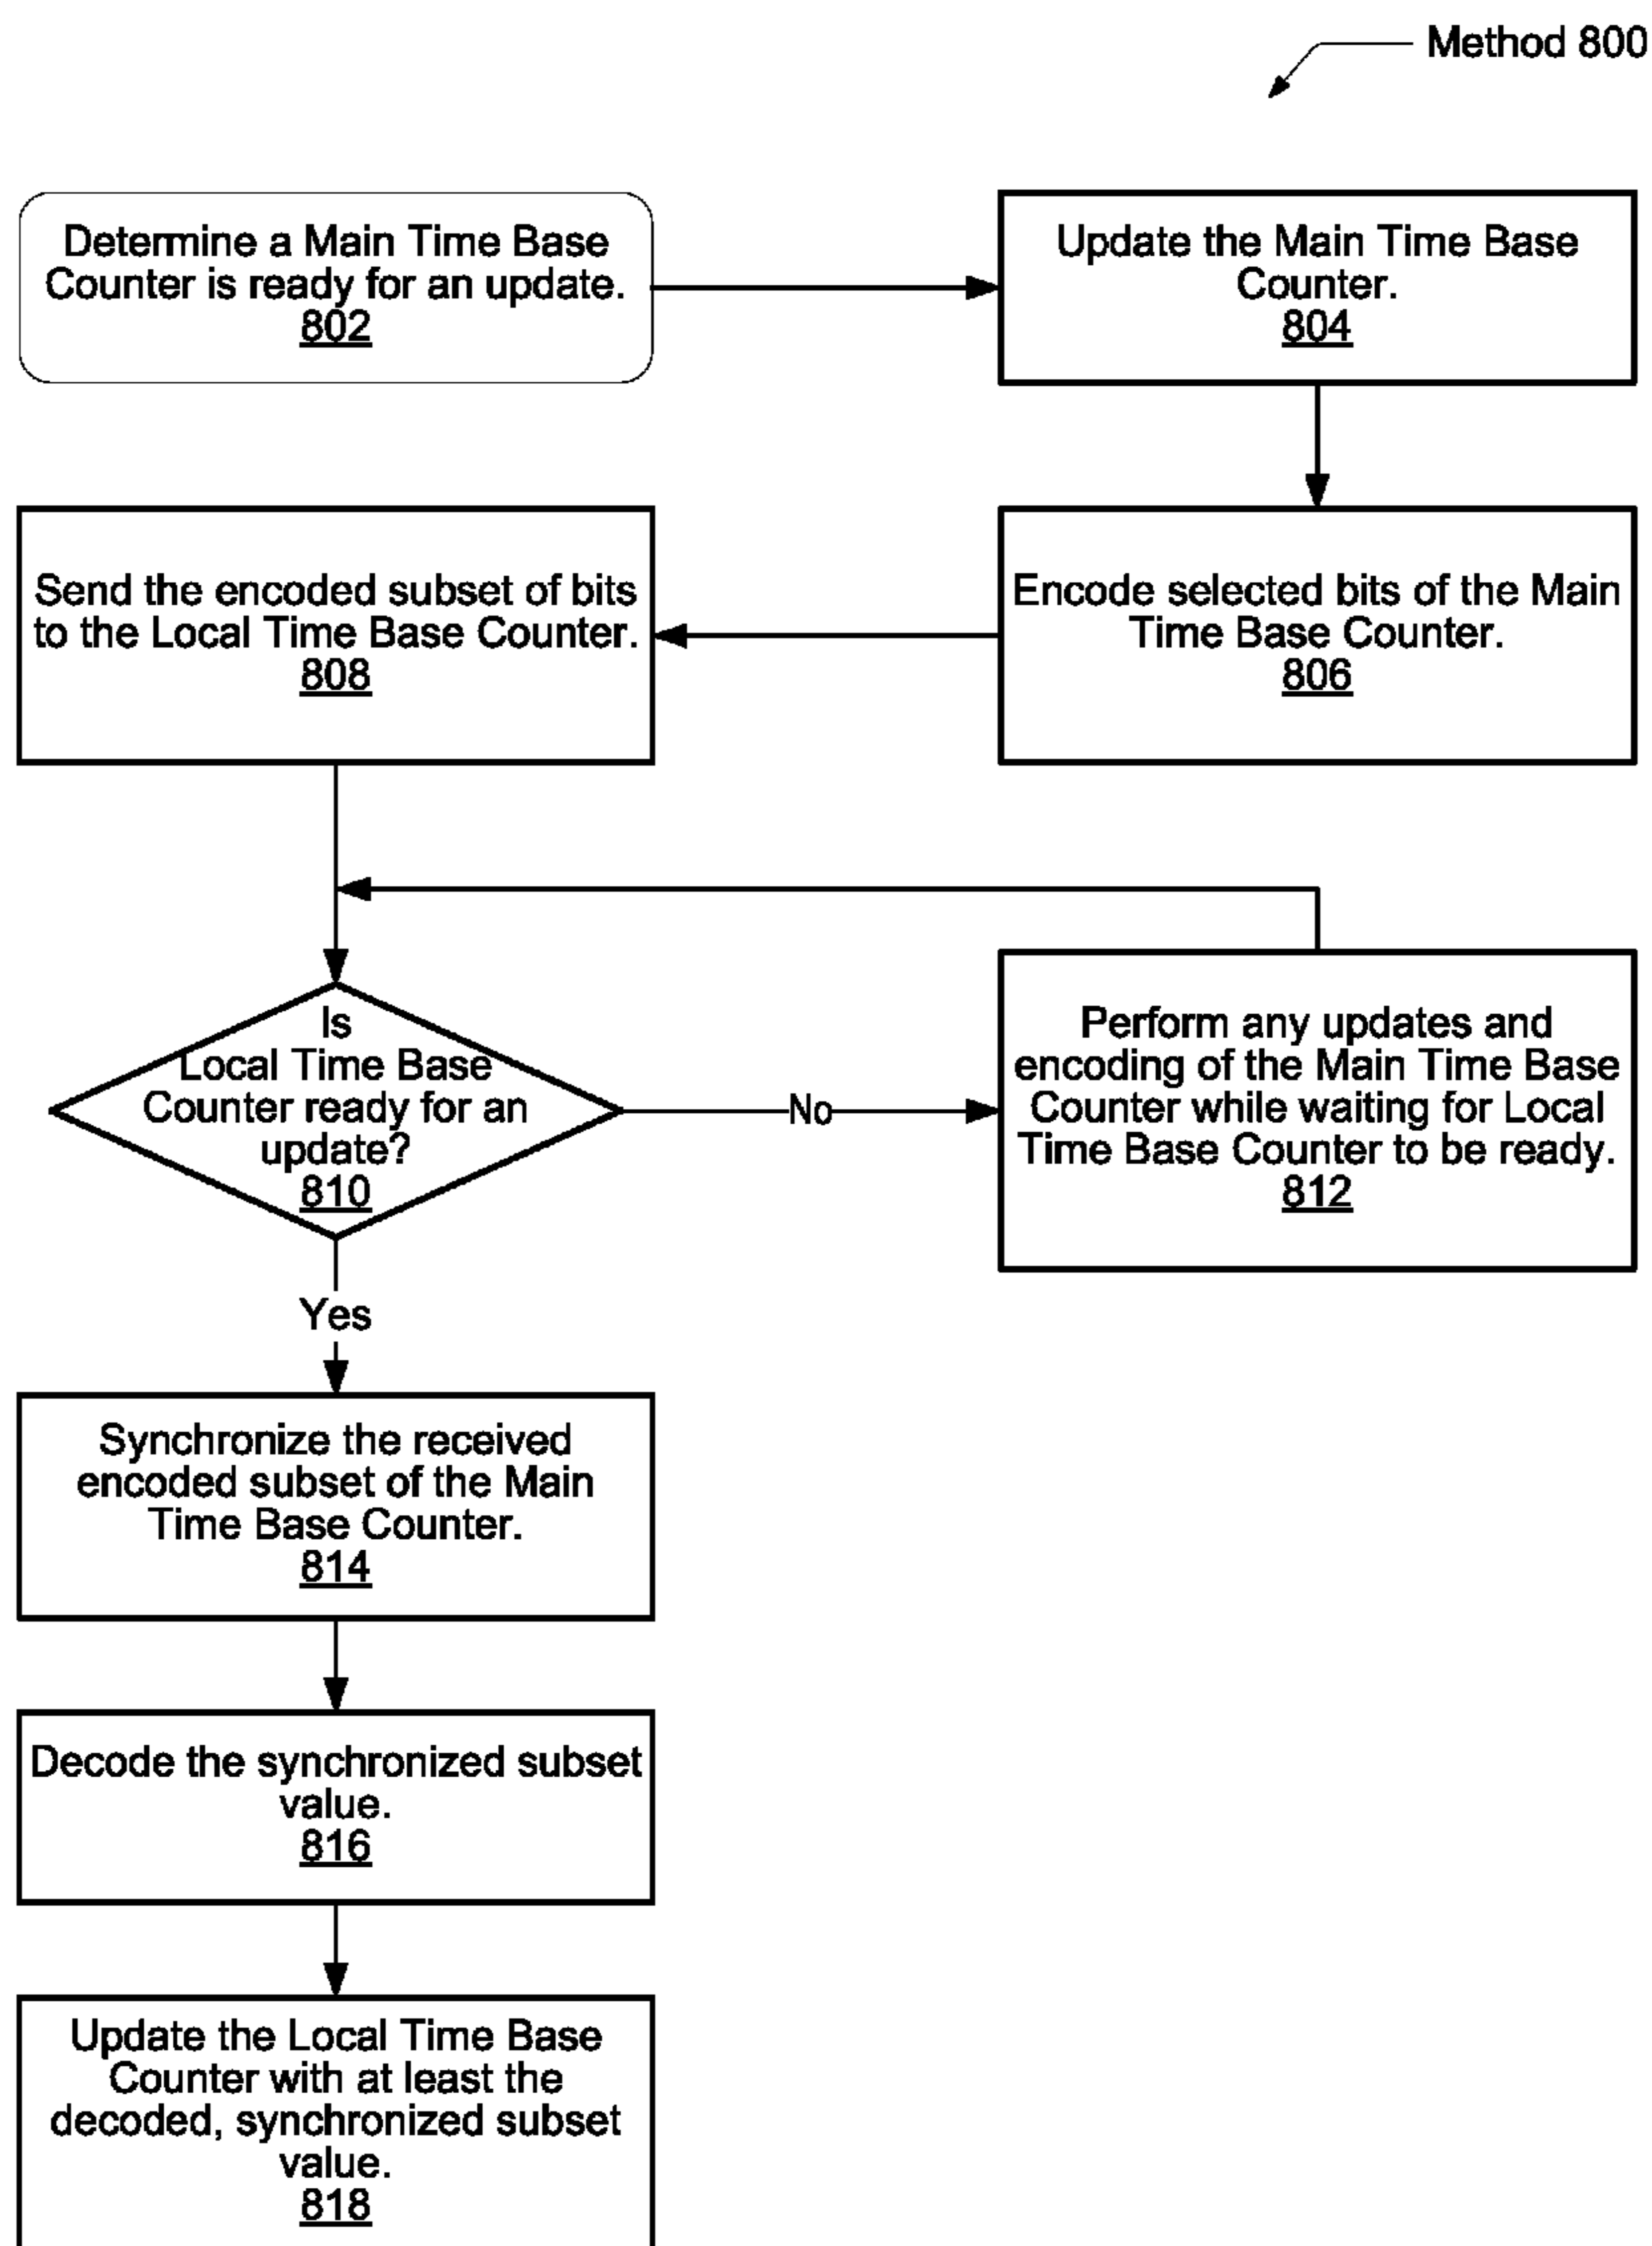 Method 800
Determine a Main Time Base
Counter is ready for an update.
802
Update the Main Time Base
Counter.
804
Encode selected bits of the Main
Time Base Counter.
806
Send the encoded subset of bits
to the Local Time Base Counter.
808
Is
Local Time Base
Counter ready for an
update?
810
No
Perform any updates and
encoding of the Main Time Base
Counter while waiting for Local
Time Base Counter to be ready.
812
Yes
Synchronize the received
encoded subset of the Main
Time Base Counter.
814
Decode the synchronized subset
value.
816
Update the Local Time Base
Counter with at least the
decoded, synchronized subset
value.
818